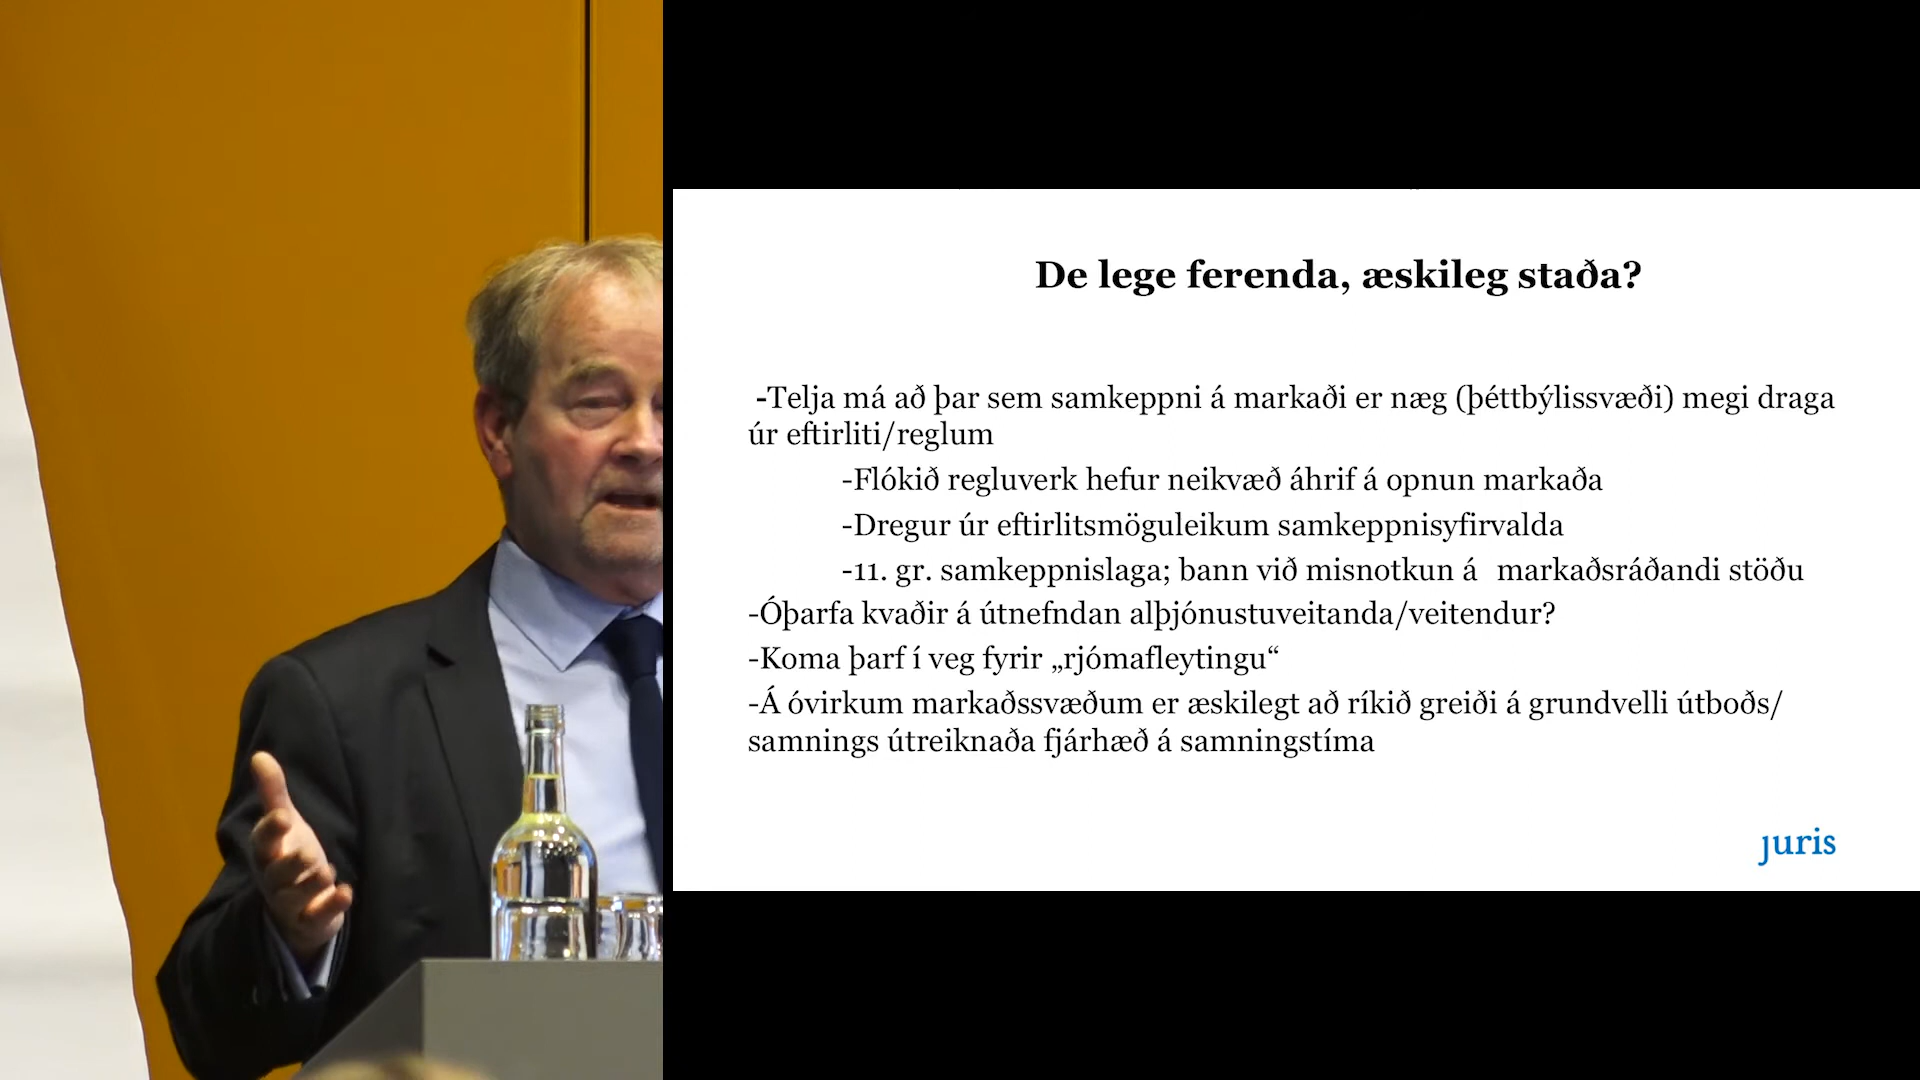 De lege ferenda, æskileg staða?
-Telja má að þar sem samkeppni á markaði er næg (þéttbýlissvæði) megi draga
úr eftirliti/reglum
-Flókið regluverk hefur neikvæð áhrif á opnun markaða
-Dregur úr eftirlitsmöguleikum samkeppnisyfirvalda
-11. gr. samkeppnislaga; bann við misnotkun á markaðsráðandi stöðu
-Óþarfa kvaðir á útnefndan alþjónustuveitanda/veitendur?
-Koma þarf í veg fyrir „rjómafleytingu“
-Á óvirkum markaðssvæðum er æskilegt að ríkið greiði á grundvelli útboðs/
samnings útreiknaða fjárhæð á samningstíma
juris